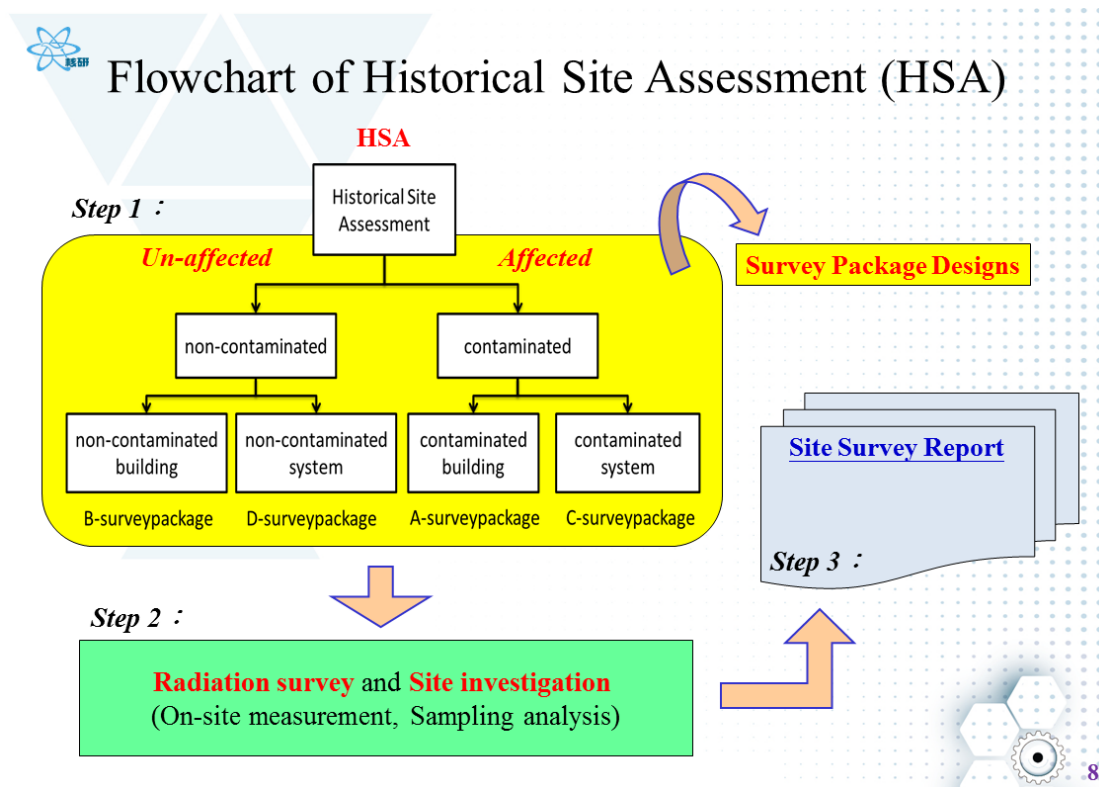 核研
Flowchart of Historical Site Assessment (HSA)
HSA
Historical Site
Assessment
Step 1：
Un-affected
Affected
Survey Package Designs
non-contaminated
contaminated
non-contaminated
building
non-contaminated
system
contaminated
building
contaminated
system
B-surveypackage
D-surveypackage
A-surveypackage
C-surveypackage
Site Survey Report
Step 3：
Step 2：
Radiation survey and Site investigation
(On-site measurement, Sampling analysis)
8